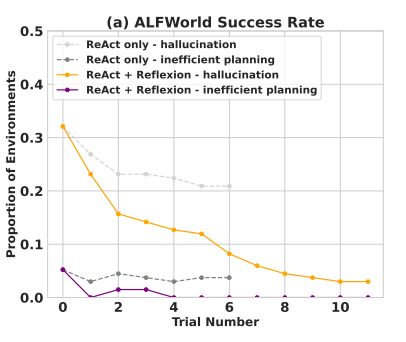 (a) ALFWorld Success Rate
0.5
0.4
0.3
0.2
0.1
0.0
Proportion of Environments
ReAct only - hallucination
ReAct only - inefficient planning
ReAct + Reflexion - hallucination
ReAct + Reflexion - inefficient planning
0 2 4 6 8 10
Trial Number